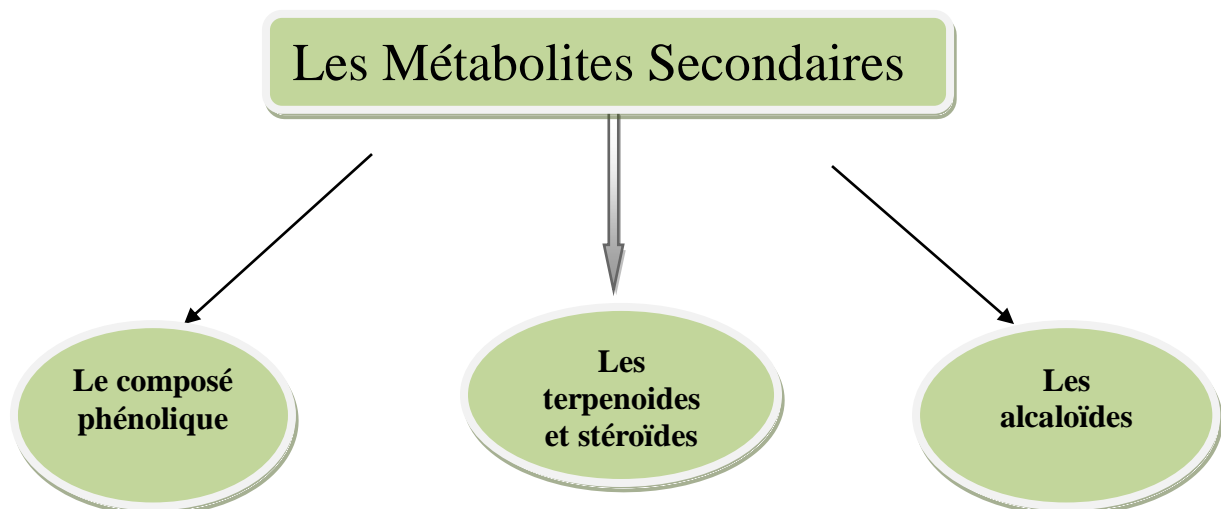 Les Métabolites Secondaires
Le composé
phénolique
Les
terpenoides
et stéroïdes
Les
alcaloïdes